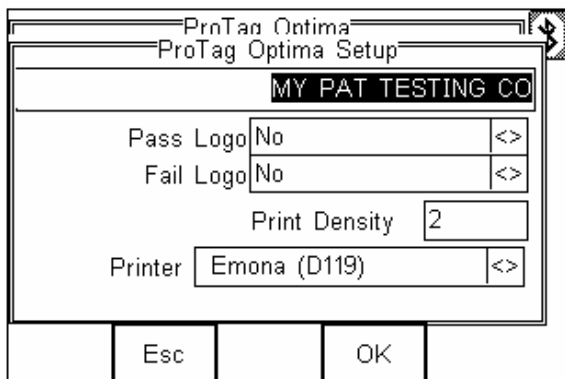 ProTag Optima
ProTag Optima Setup
MY PAT TESTING CO
Pass Logo No <>
Fail Logo No <>
Print Density 2
Printer Emona (D119) <>
Esc OK